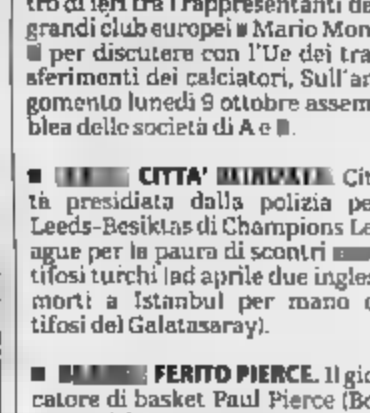 tro di ieri tra i rappresentanti de
grandi club europei Mario Mon
per discutere con l'Ue dei tra
sferimenti dei calciatori, Sull'ar
gomento lunedì 9 ottobre assem
blea delle società di A e
CITTA' Cit
tà presidiata dalla polizia pe
Leeds-Besiktas di Champions Le
ague per la paura di scontri
tifosi turchi (ad aprile due ingles
morti a Istanbul per mano d
tifosi del Galatasaray).
FERITO PIERCE. Il gio
catore di basket Paul Pierce (Bo